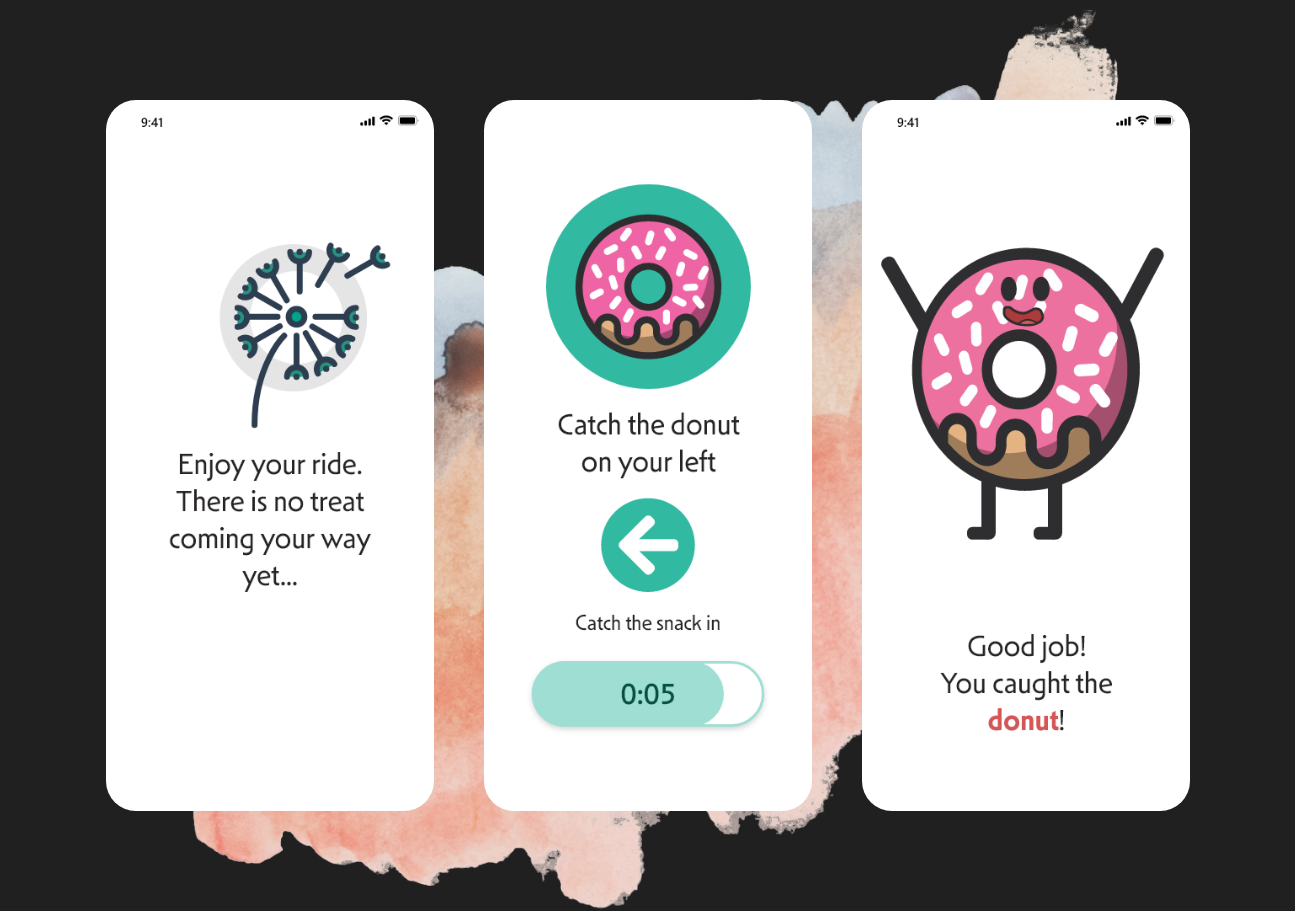 9:41
Enjoy your ride.
There is no treat
coming your way
yet...
Catch the donut
on your left
Catch the snack in
0:05
9:41
Good job!
You caught the
donut!